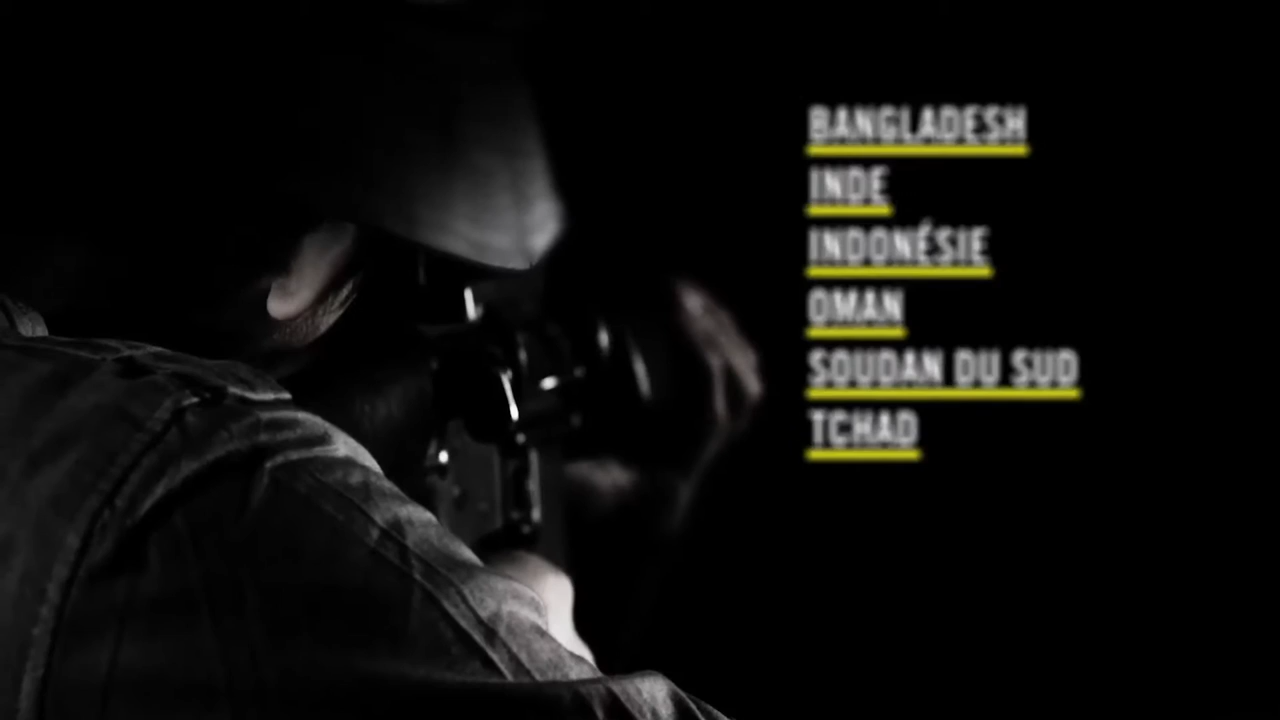 BANGLADESH
INDE
INDONÉSIE
OMAN
SOUDAN DU SUD
TCHAD